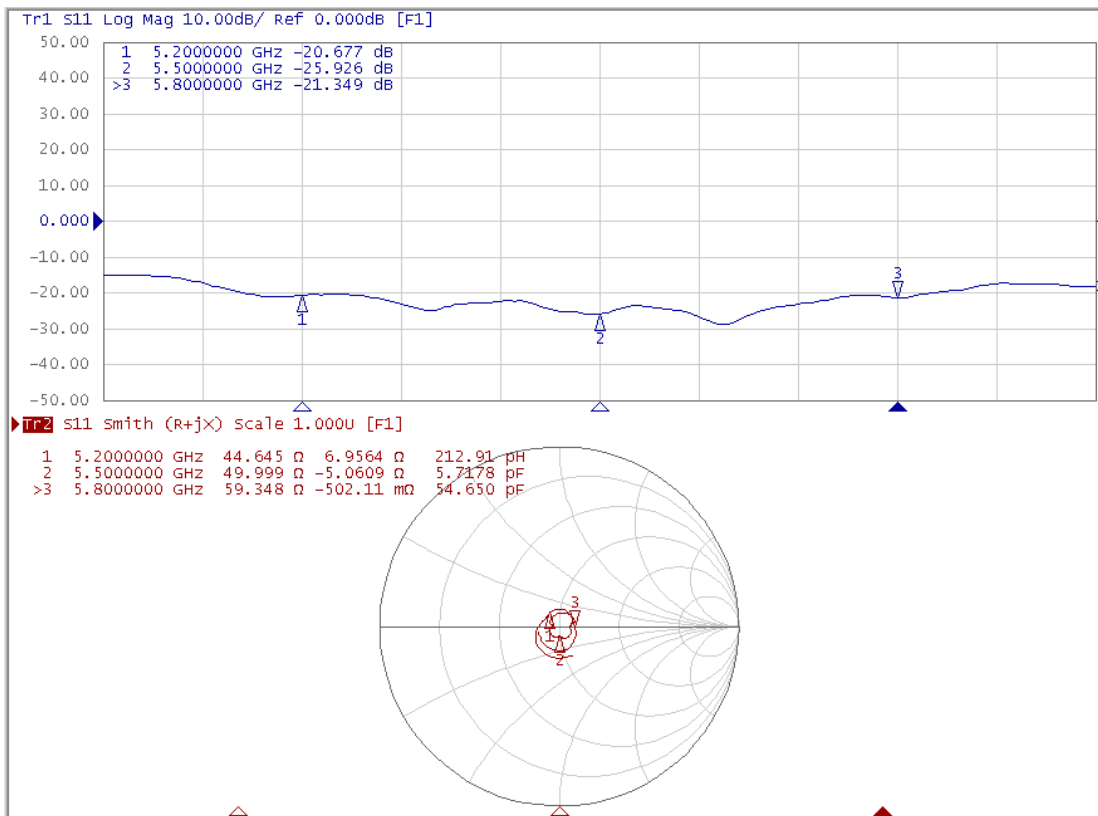 Tr1 S11 Log Mag 10.00dB/ Ref 0.000dB [F1]
50.00
40.00
30.00
20.00
10.00
0.000
-10.00
-20.00
-30.00
-40.00
-50.00
1 5.2000000 GHz -20.677 dB
2 5.5000000 GHz -25.926 dB
>3 5.8000000 GHz -21.349 dB
1
2
3
Tr2 S11 Smith (R+jX) Scale 1.000U [F1]
1 5.2000000 GHz 44.645 Ω 6.9564 Ω 212.91 pH
2 5.5000000 GHz 49.999 Ω -5.0609 Ω 5.7178 pF
>3 5.8000000 GHz 59.348 Ω -502.11 mΩ 54.650 pF
3
1
2